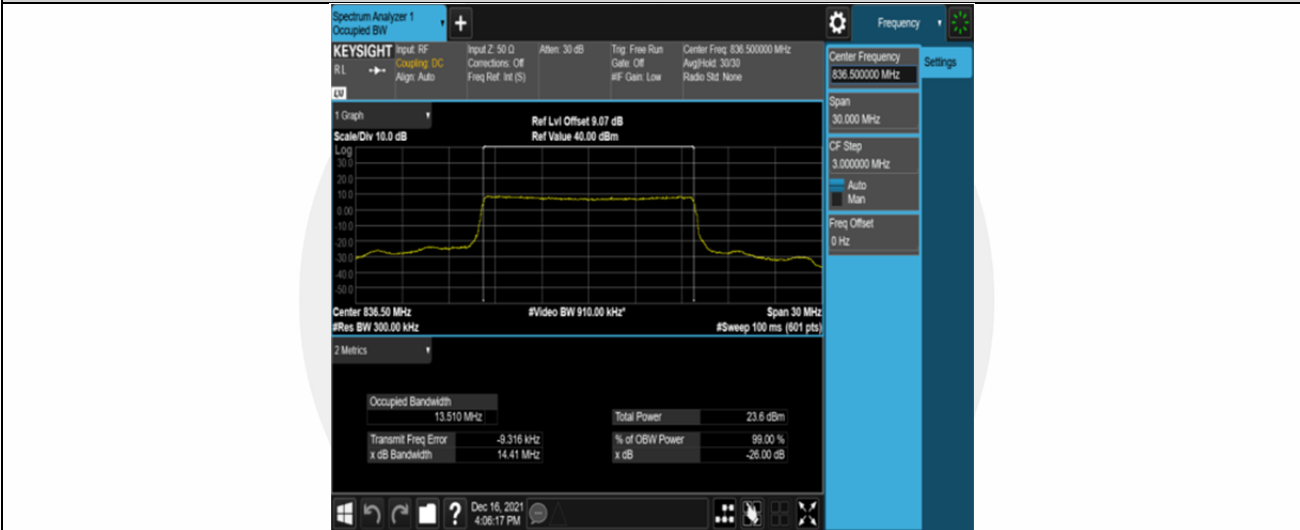 Spectrum Analyzer 1
Occupied BW
+
Frequency
KEYSIGHT
R L
LXI
Input: RF
Coupling: DC
Align: Auto
Input Z: 50 Ω
Corrections: Off
Freq Ref: Int (S)
Atten: 30 dB
Trig: Free Run
Gate: Off
#IF Gain: Low
Center Freq: 836.500000 MHz
Avg|Hold: 30/30
Radio Std: None
Center Frequency
836.500000 MHz
Settings
Span
30.000 MHz
CF Step
3.000000 MHz
Auto
Man
Freq Offset
0 Hz
1 Graph
Scale/Div 10.0 dB
Ref Lvl Offset 9.07 dB
Ref Value 40.00 dBm
Log
30.0
20.0
10.0
0.00
-10.0
-20.0
-30.0
-40.0
-50.0
Center 836.50 MHz
#Res BW 300.00 kHz
#Video BW 910.00 kHz*
Span 30 MHz
#Sweep 100 ms (601 pts)
2 Metrics
Occupied Bandwidth
13.510 MHz
Total Power 23.6 dBm
Transmit Freq Error -9.316 kHz
% of OBW Power 99.00 %
x dB Bandwidth 14.41 MHz
x dB -26.00 dB
?
Dec 16, 2021
4:06:17 PM